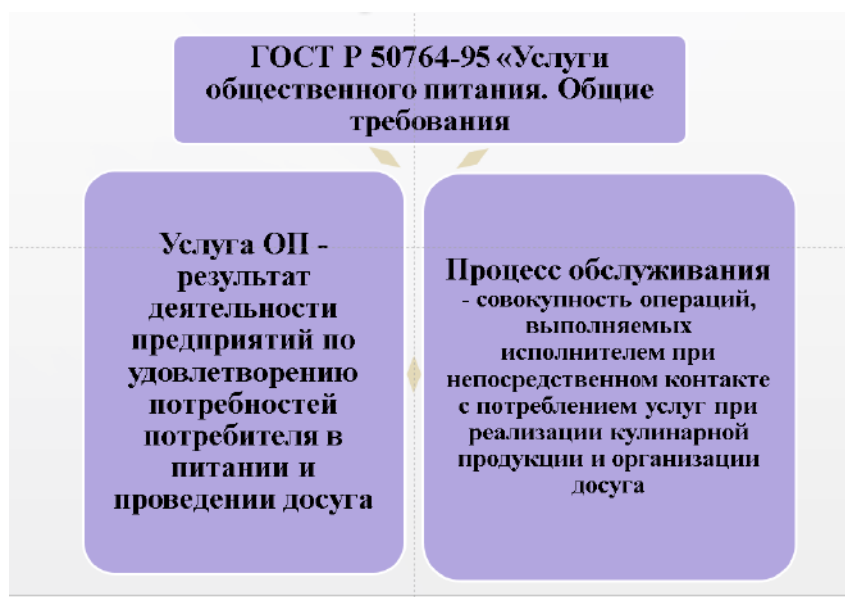 ГОСТ Р 50764-95 «Услуги
общественного питания. Общие
требования
Услуга ОП -
результат
деятельности
предприятий по
удовлетворению
потребностей
потребителя в
питании и
проведении досуга
Процесс обслуживания
- совокупность операций,
выполняемых
исполнителем при
непосредственном контакте
с потреблением услуг при
реализации кулинарной
продукции и организации
досуга